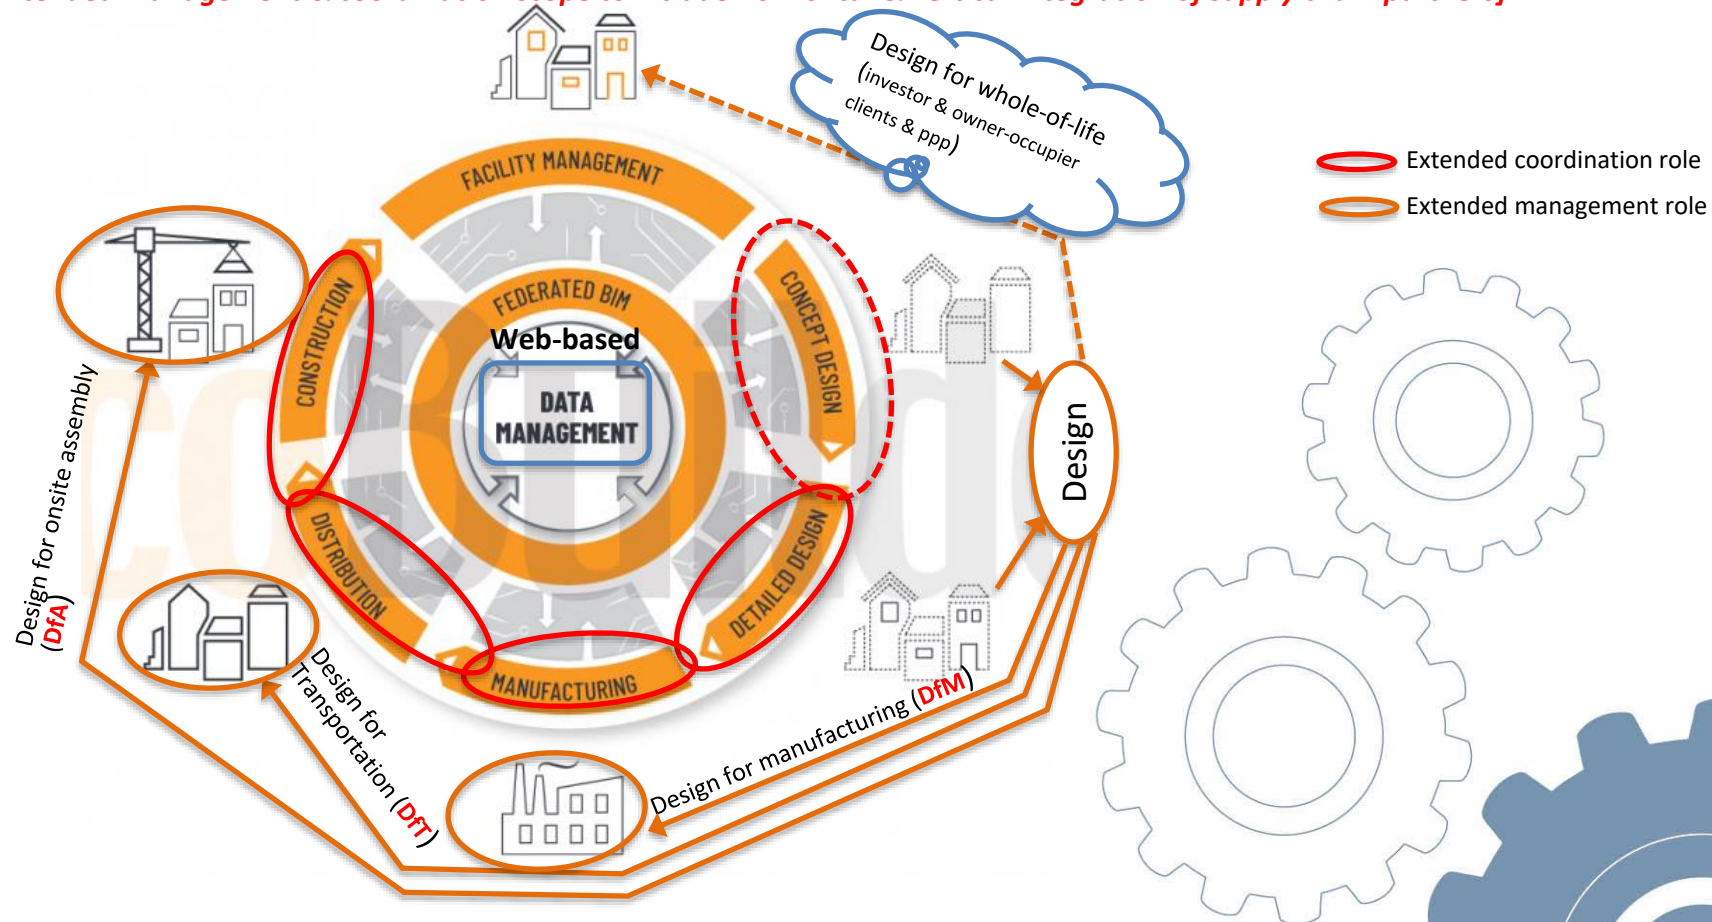 Design for whole-of-life
(investor & owner-occupier
clients & ppp)
Extended coordination role
Extended management role
FACILITY MANAGEMENT
CONCEPT DESIGN
DETAILED DESIGN
MANUFACTURING
DISTRIBUTION
CONSTRUCTION
FEDERATED BIM
Web-based
DATA
MANAGEMENT
Design
Design for onsite assembly
(DfA)
Design for
Transportation (DfT)
Design for manufacturing (DfM)